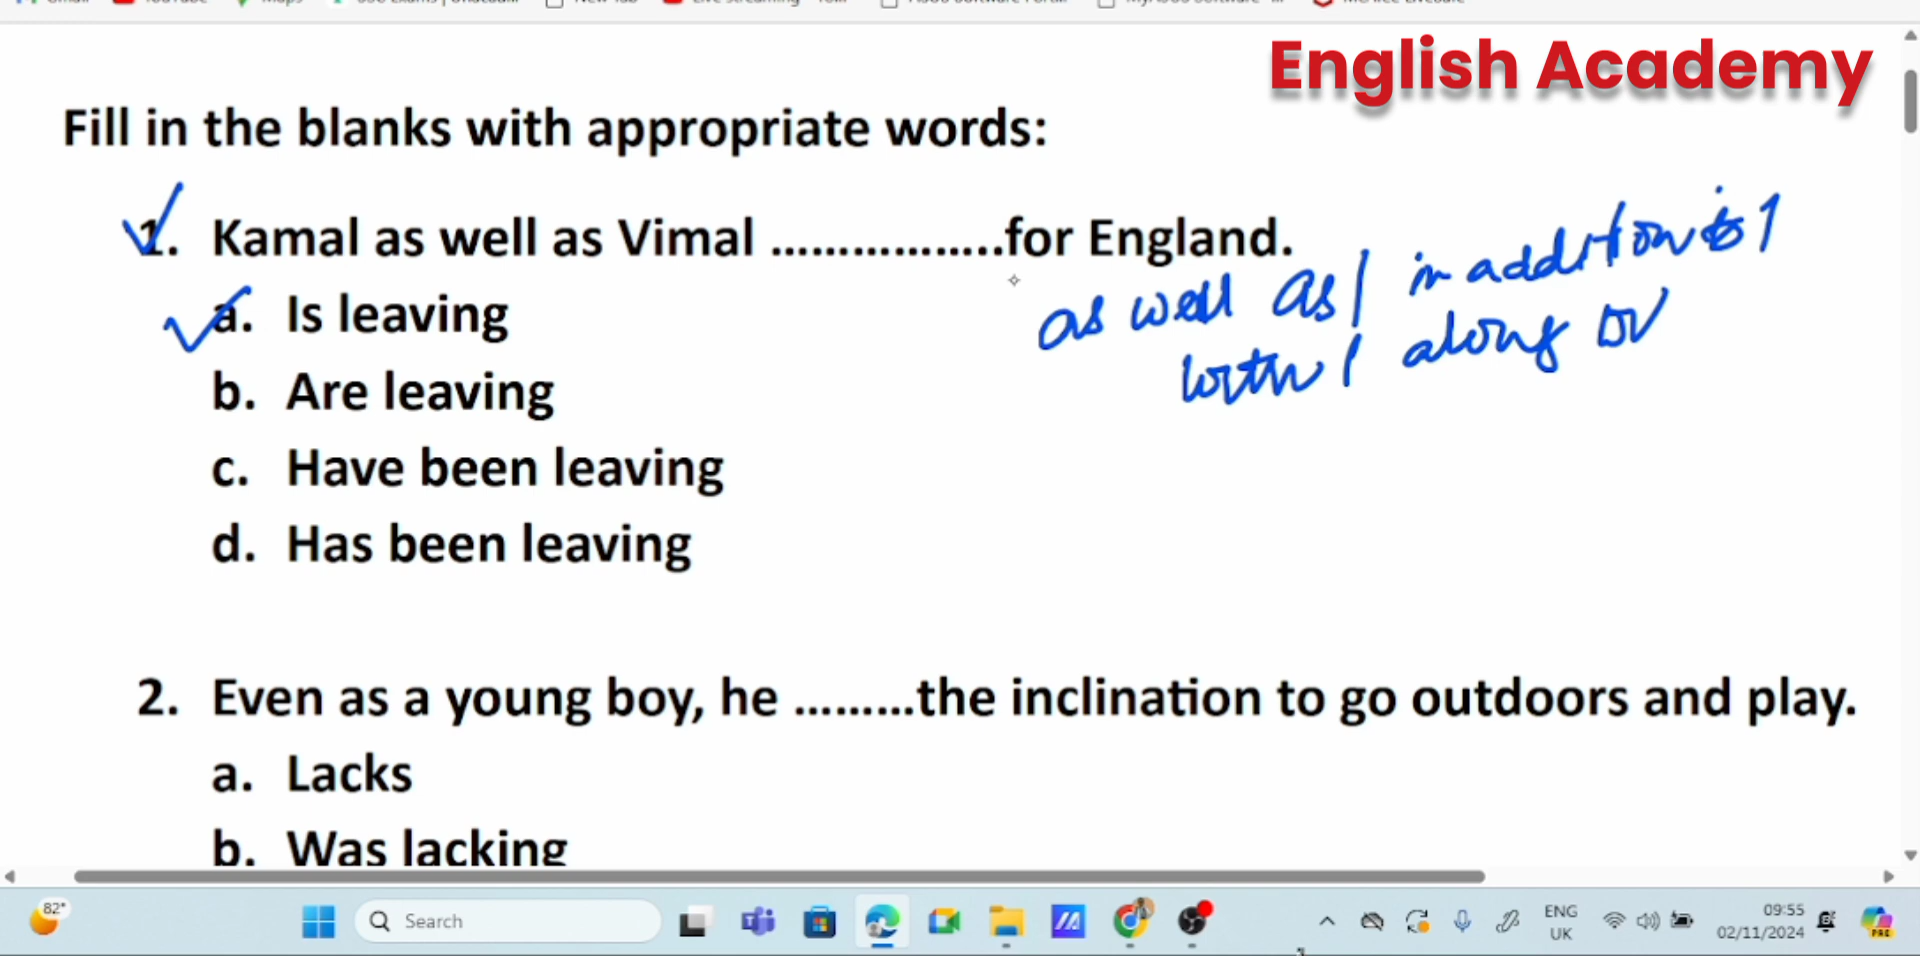 English Academy
Fill in the blanks with appropriate words:
1. Kamal as well as Vimal .................for England.
a. Is leaving
b. Are leaving
c. Have been leaving
d. Has been leaving
as well as / in addition to /
with / along
2. Even as a young boy, he .........the inclination to go outdoors and play.
a. Lacks
b. Was lacking
82°
Search
ENG
UK
09:55
02/11/2024